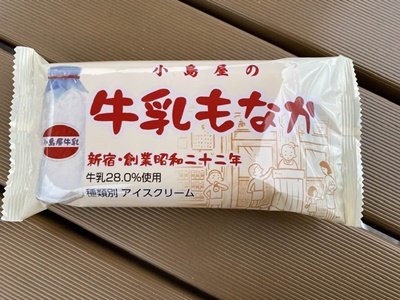 小島屋の
牛乳もなか
小島屋牛乳
新宿・創業昭和二十二年
牛乳28.0%使用
種類別 アイスクリーム